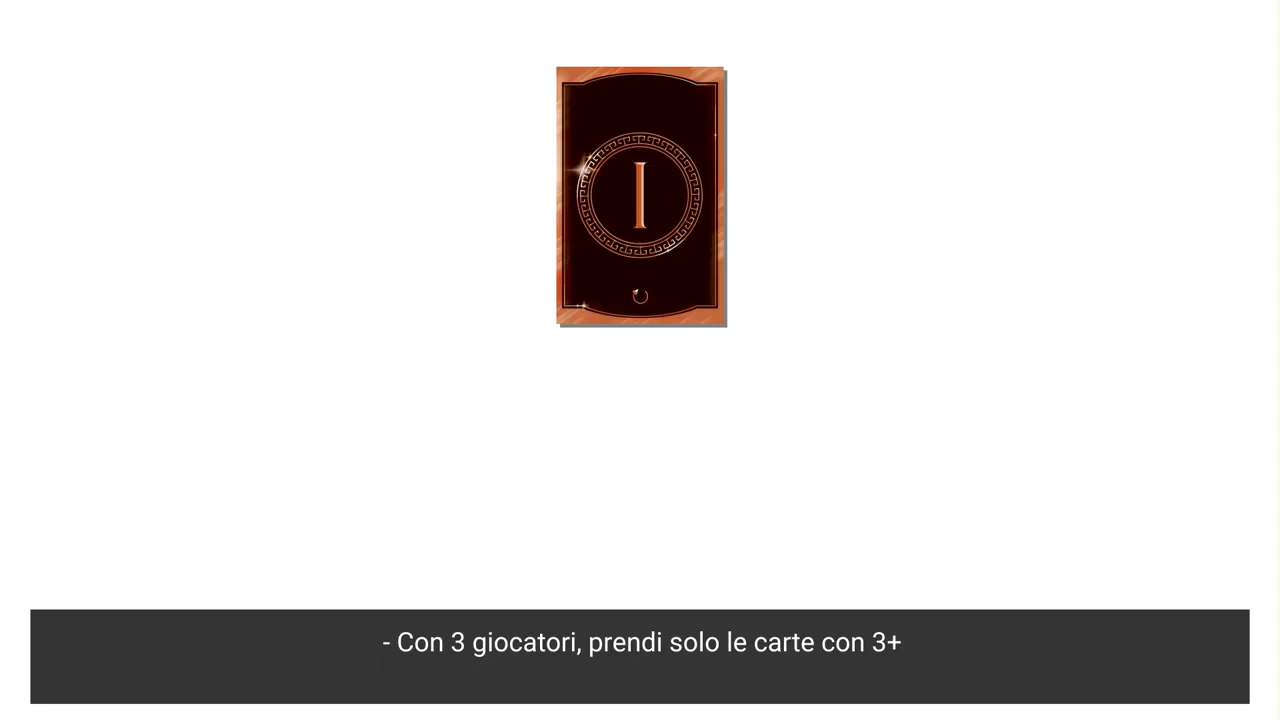 I
- Con 3 giocatori, prendi solo le carte con 3+